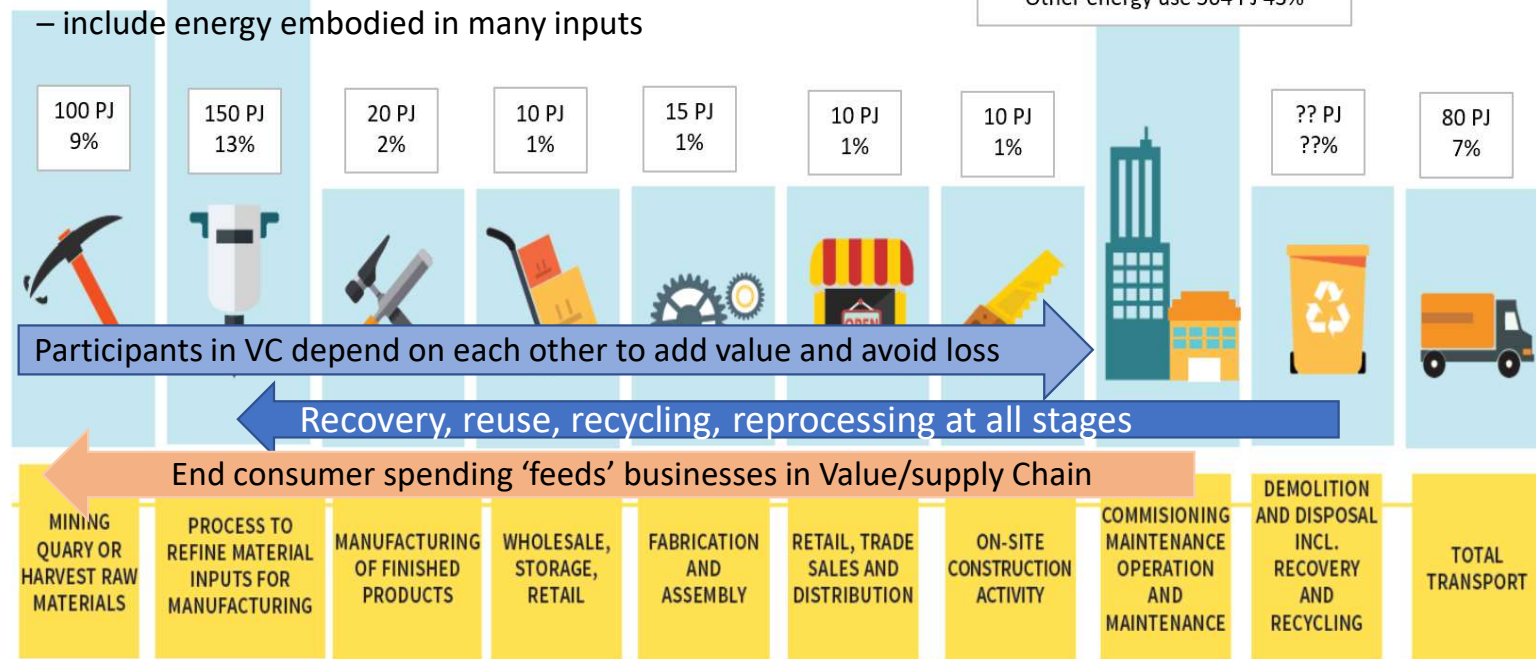 – include energy embodied in many inputs
100 PJ
9%
150 PJ
13%
20 PJ
2%
10 PJ
1%
15 PJ
1%
10 PJ
1%
10 PJ
1%
?? PJ
??%
80 PJ
7%
OPEN
Participants in VC depend on each other to add value and avoid loss
Recovery, reuse, recycling, reprocessing at all stages
End consumer spending ‘feeds’ businesses in Value/supply Chain
MINING
QUARY OR
HARVEST RAW
MATERIALS
PROCESS TO
REFINE MATERIAL
INPUTS FOR
MANUFACTURING
MANUFACTURING
OF FINISHED
PRODUCTS
WHOLESALE,
STORAGE,
RETAIL
FABRICATION
AND
ASSEMBLY
RETAIL, TRADE
SALES AND
DISTRIBUTION
ON-SITE
CONSTRUCTION
ACTIVITY
COMMISIONING
MAINTENANCE
OPERATION
AND
MAINTENANCE
DEMOLITION
AND DISPOSAL
INCL.
RECOVERY
AND
RECYCLING
TOTAL
TRANSPORT